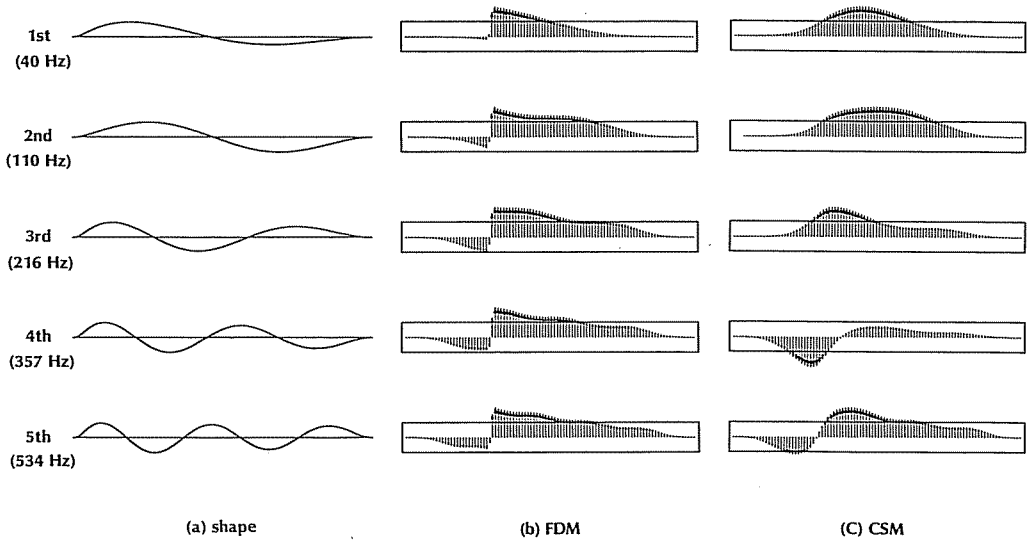 1st
(40 Hz)
2nd
(110 Hz)
3rd
(216 Hz)
4th
(357 Hz)
5th
(534 Hz)
(a) shape
(b) FDM
(C) CSM